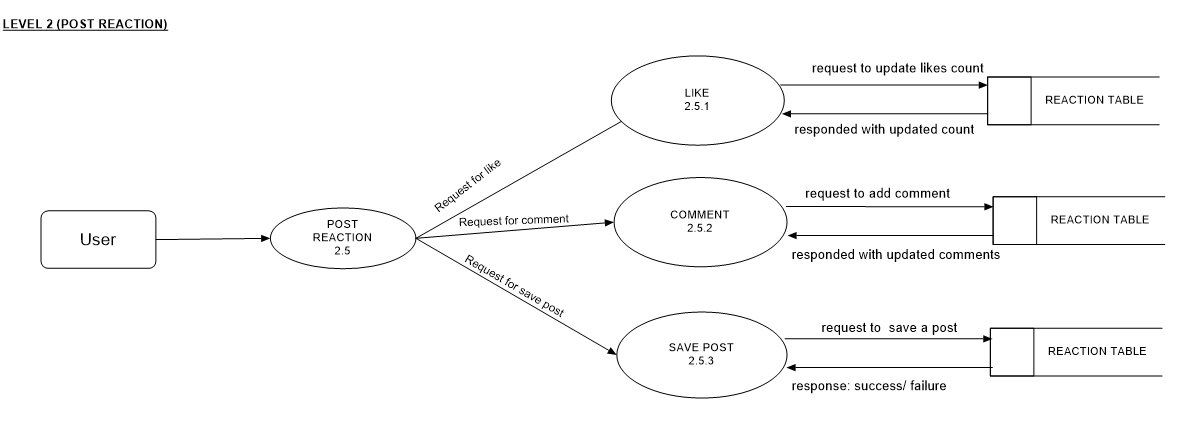 LEVEL 2 (POST REACTION)
request to update likes count
LIKE
2.5.1
REACTION TABLE
responded with updated count
Request for like
request to add comment
COMMENT
2.5.2
REACTION TABLE
Request for comment
responded with updated comments
User
POST
REACTION
2.5
Request for save post
request to  save a post
SAVE POST
2.5.3
REACTION TABLE
response: success/ failure